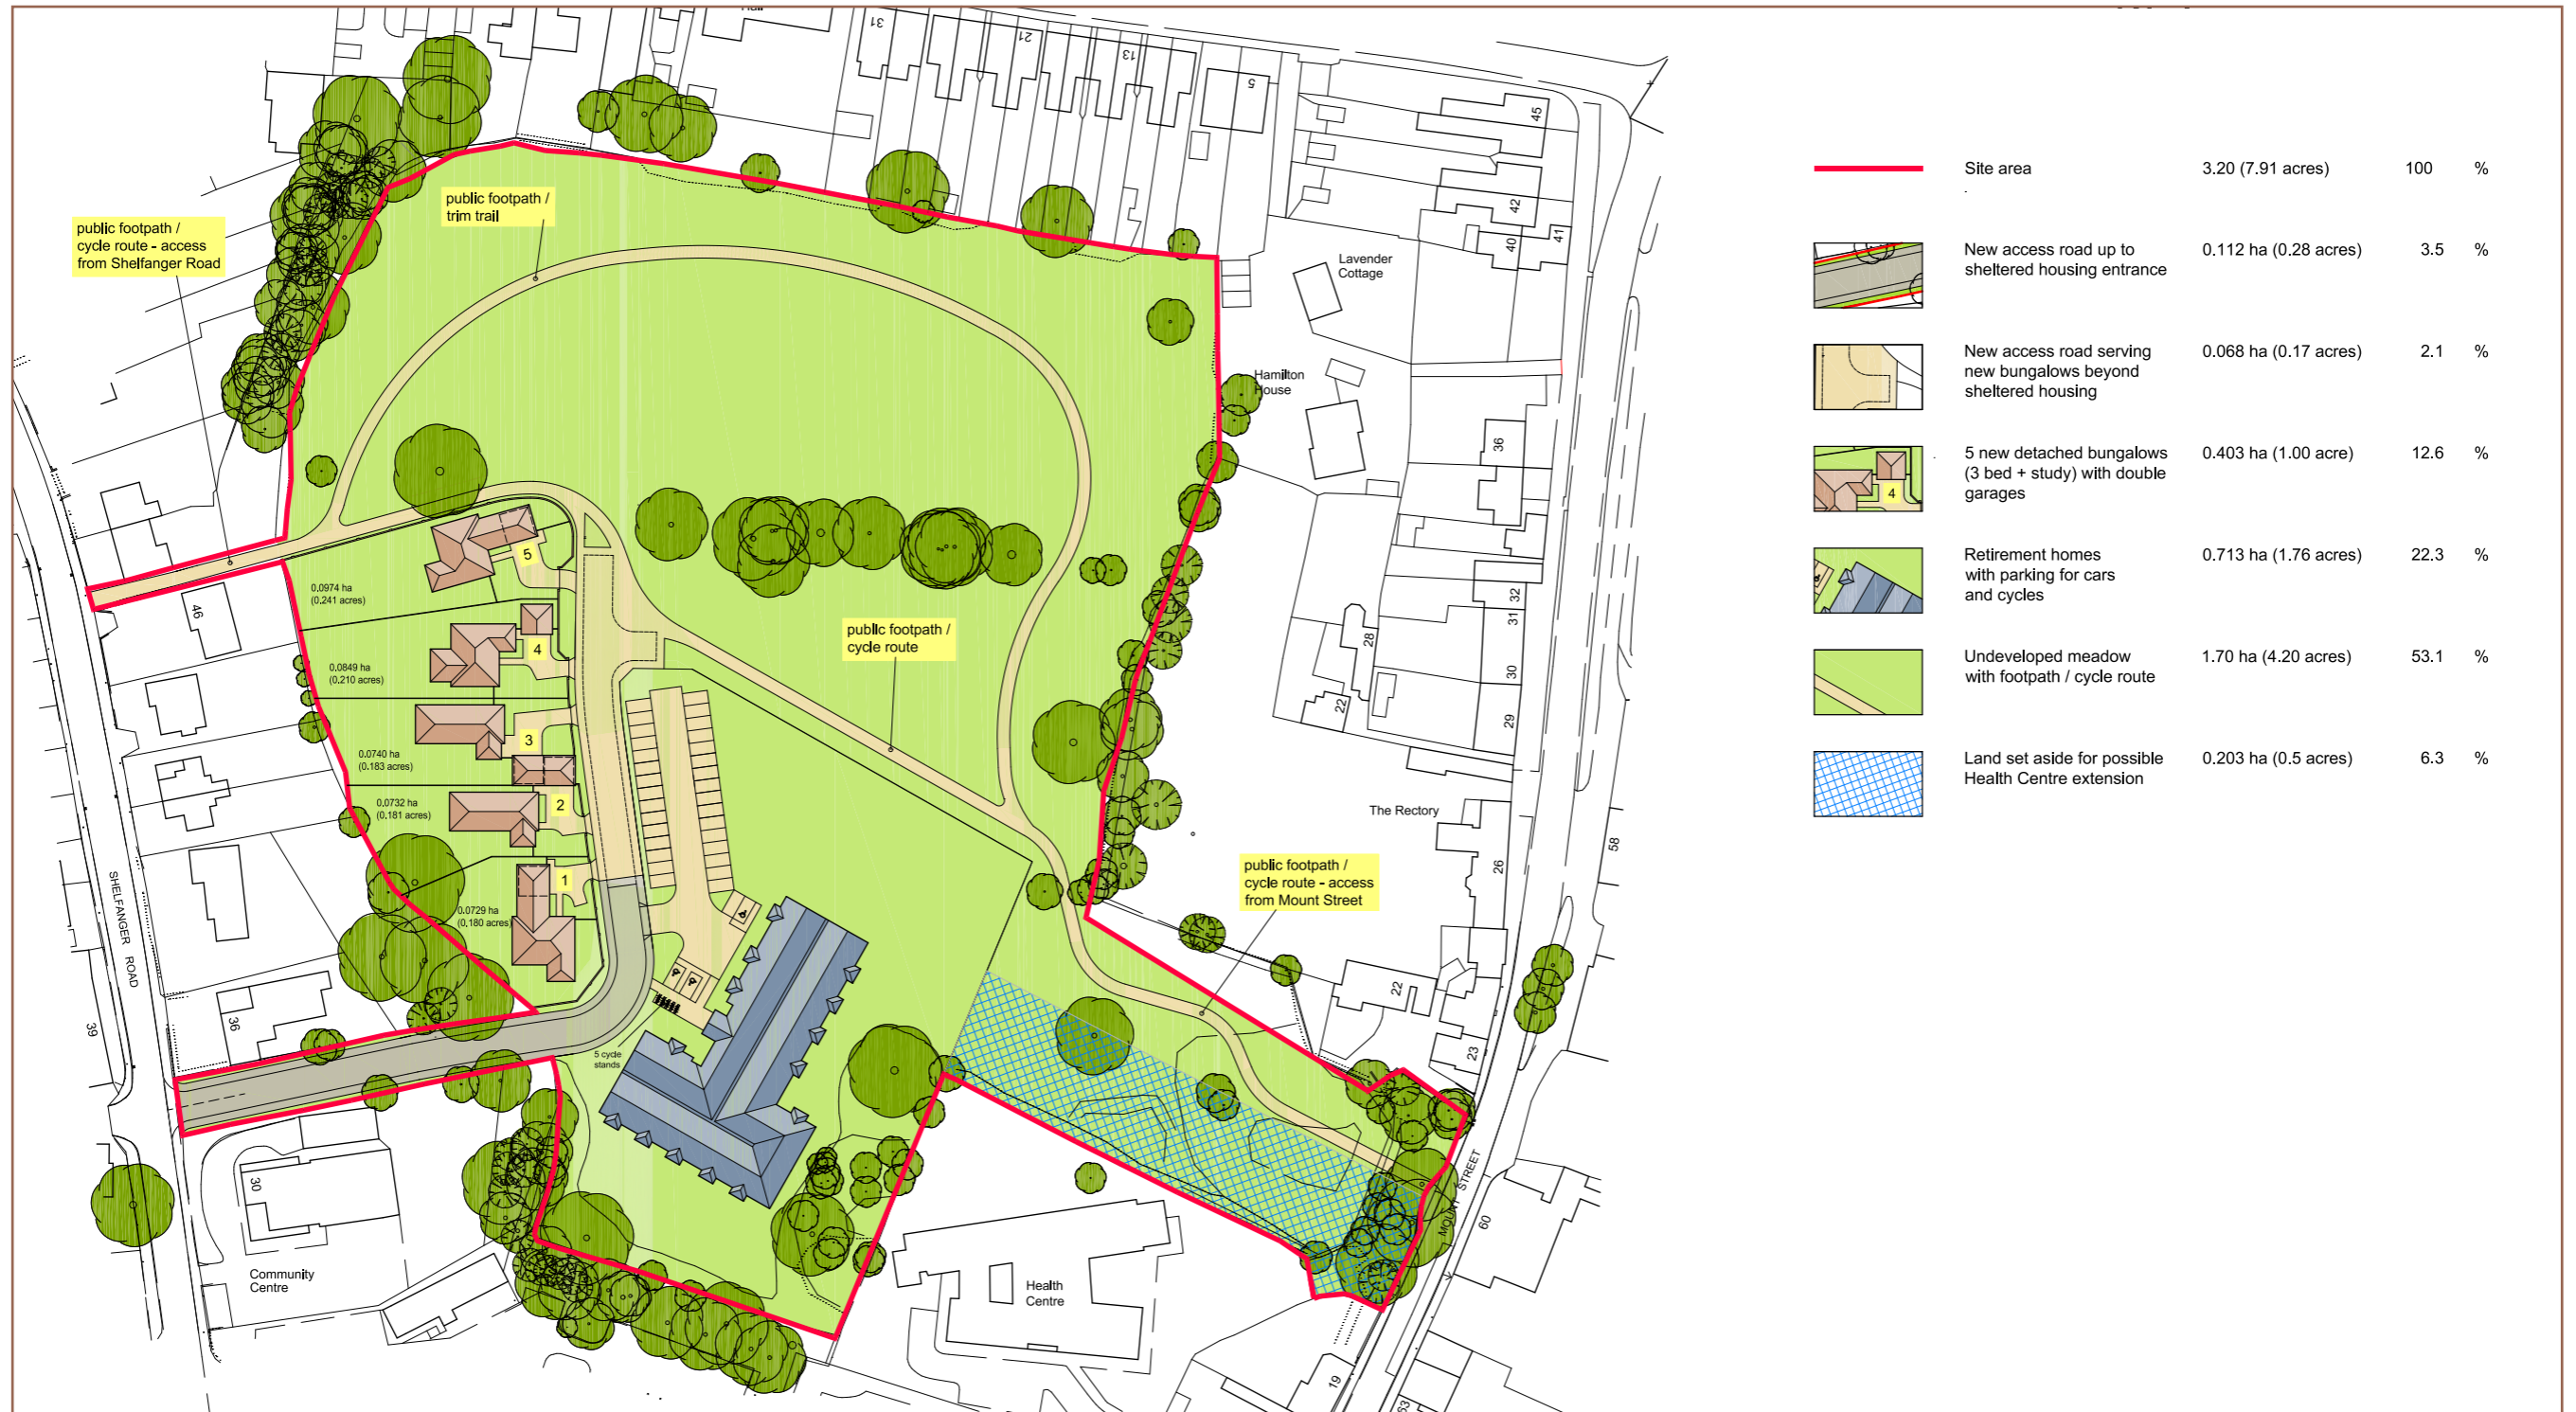 31
21
13
5
45
42
40
41
public footpath /
trim trail
public footpath /
cycle route - access
from Shelfanger Road
Lavender
Cottage
Hamilton
House
36
5
0.0974 ha
(0.241 acres)
46
4
0.0849 ha
(0.210 acres)
public footpath /
cycle route
32
31
28
30
22
29
3
0.0740 ha
(0.183 acres)
2
0.0732 ha
(0.181 acres)
The Rectory
58
26
1
0.0729 ha
(0.180 acres)
public footpath /
cycle route - access
from Mount Street
SHELFANGER ROAD
39
36
22
23
5 cycle
stands
30
MOUNT STREET
60
Community
Centre
Health
Centre
19
63
Site area 3.20 (7.91 acres) 100 %
New access road up to
sheltered housing entrance 0.112 ha (0.28 acres) 3.5 %
New access road serving
new bungalows beyond
sheltered housing 0.068 ha (0.17 acres) 2.1 %
5 new detached bungalows
(3 bed + study) with double
garages 0.403 ha (1.00 acre) 12.6 %
4
Retirement homes
with parking for cars
and cycles 0.713 ha (1.76 acres) 22.3 %
Undeveloped meadow
with footpath / cycle route 1.70 ha (4.20 acres) 53.1 %
Land set aside for possible
Health Centre extension 0.203 ha (0.5 acres) 6.3 %